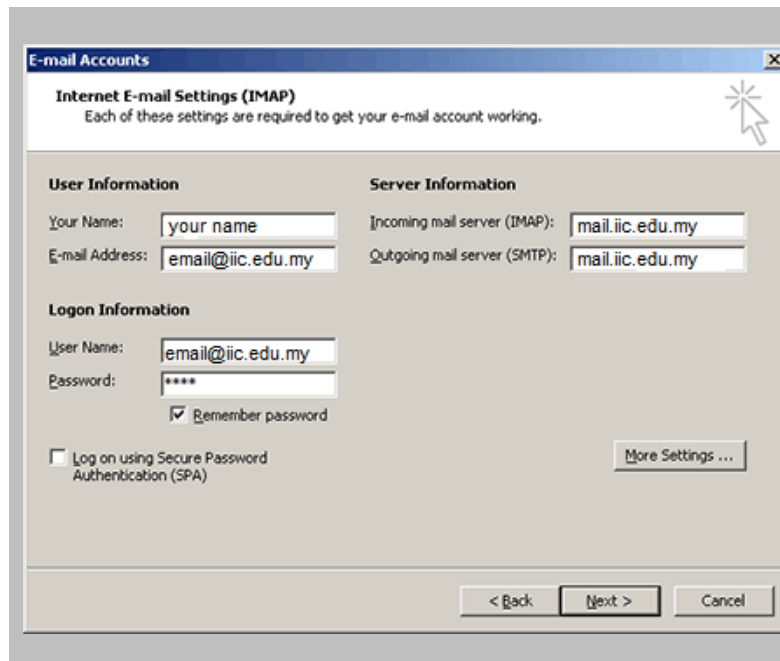 E-mail Accounts
Internet E-mail Settings (IMAP)
Each of these settings are required to get your e-mail account working.
User Information
Your Name: your name
E-mail Address: email@iic.edu.my
Server Information
Incoming mail server (IMAP): mail.iic.edu.my
Outgoing mail server (SMTP): mail.iic.edu.my
Logon Information
User Name: email@iic.edu.my
Password: ****
Remember password
Log on using Secure Password
Authentication (SPA)
More Settings ...
< Back Next > Cancel